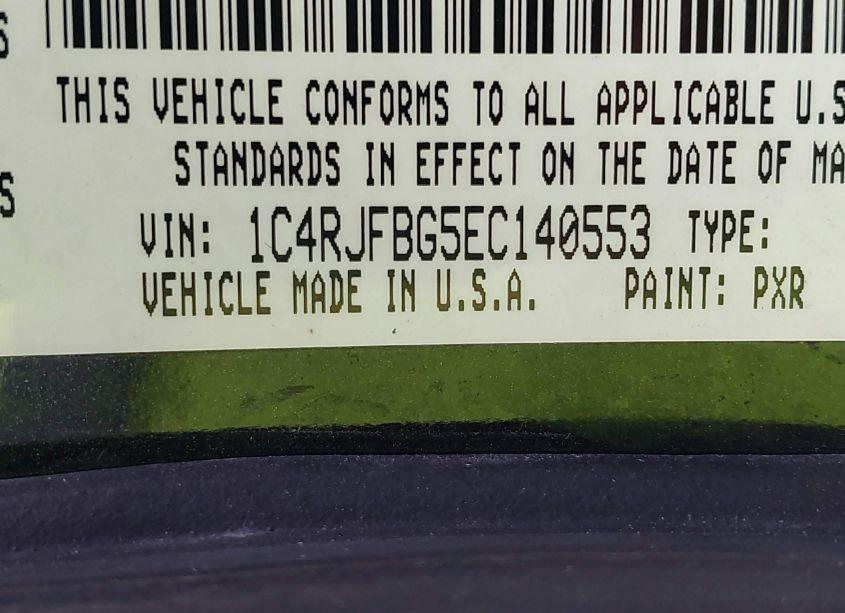 S
THIS VEHICLE CONFORMS TO ALL APPLICABLE U.S
STANDARDS IN EFFECT ON THE DATE OF MA
S
VIN: 1C4RJFBG5EC140553 TYPE:
VEHICLE MADE IN U.S.A. PAINT: PXR